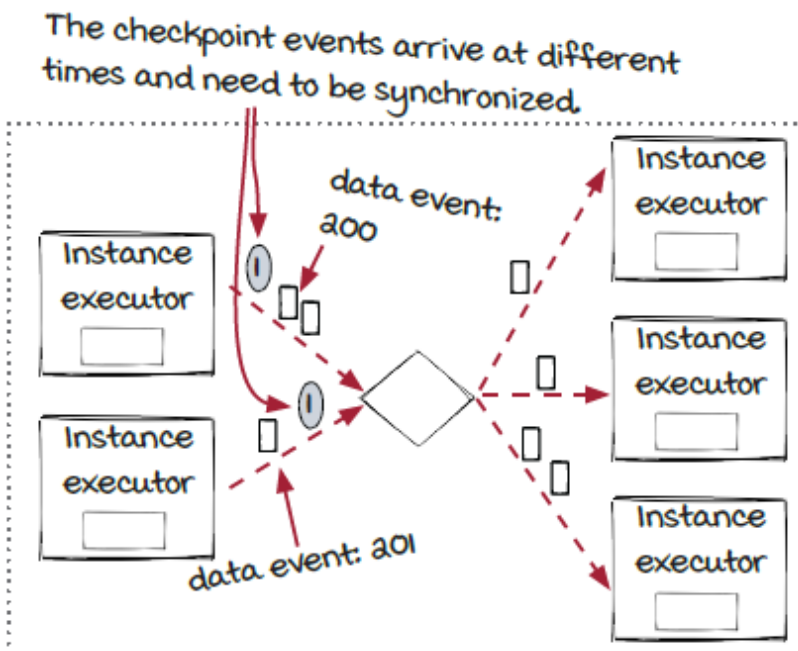 The checkpoint events arrive at different
times and need to be synchronized.
data event:
200
Instance
executor
Instance
executor
data event: 201
Instance
executor
Instance
executor
Instance
executor